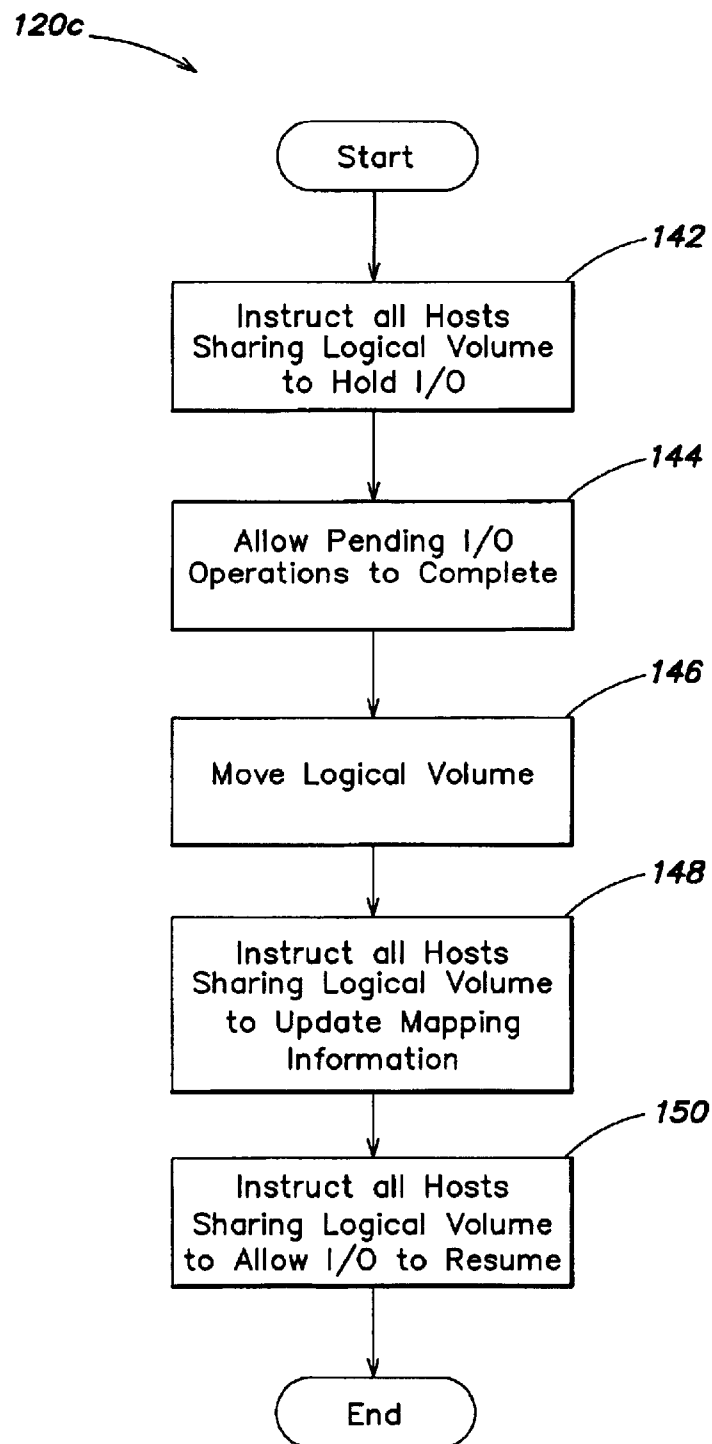 120c
Start
142
Instruct all Hosts
Sharing Logical Volume
to Hold I/O
144
Allow Pending I/O
Operations to Complete
146
Move Logical Volume
148
Instruct all Hosts
Sharing Logical Volume
to Update Mapping
Information
150
Instruct all Hosts
Sharing Logical Volume
to Allow I/O to Resume
End